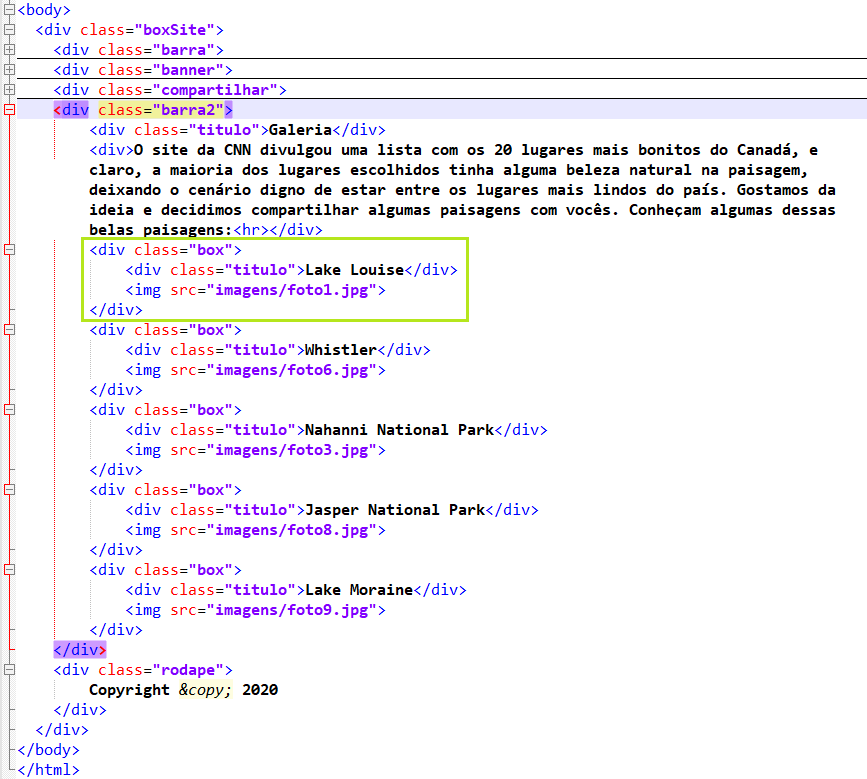 <body>
<div class="boxSite">
<div class="barra">
<div class="banner">
<div class="compartilhar">
<div class="barra2">
<div class="titulo">Galeria</div>
<div>O site da CNN divulgou uma lista com os 20 lugares mais bonitos do Canadá, e
claro, a maioria dos lugares escolhidos tinha alguma beleza natural na paisagem,
deixando o cenário digno de estar entre os lugares mais lindos do país. Gostamos da
ideia e decidimos compartilhar algumas paisagens com vocês. Conheçam algumas dessas
belas paisagens:<hr></div>
<div class="box">
<div class="titulo">Lake Louise</div>
<img src="imagens/foto1.jpg">
</div>
<div class="box">
<div class="titulo">Whistler</div>
<img src="imagens/foto6.jpg">
</div>
<div class="box">
<div class="titulo">Nahanni National Park</div>
<img src="imagens/foto3.jpg">
</div>
<div class="box">
<div class="titulo">Jasper National Park</div>
<img src="imagens/foto8.jpg">
</div>
<div class="box">
<div class="titulo">Lake Moraine</div>
<img src="imagens/foto9.jpg">
</div>
</div>
<div class="rodape">
Copyright &copy; 2020
</div>
</div>
</body>
</html>